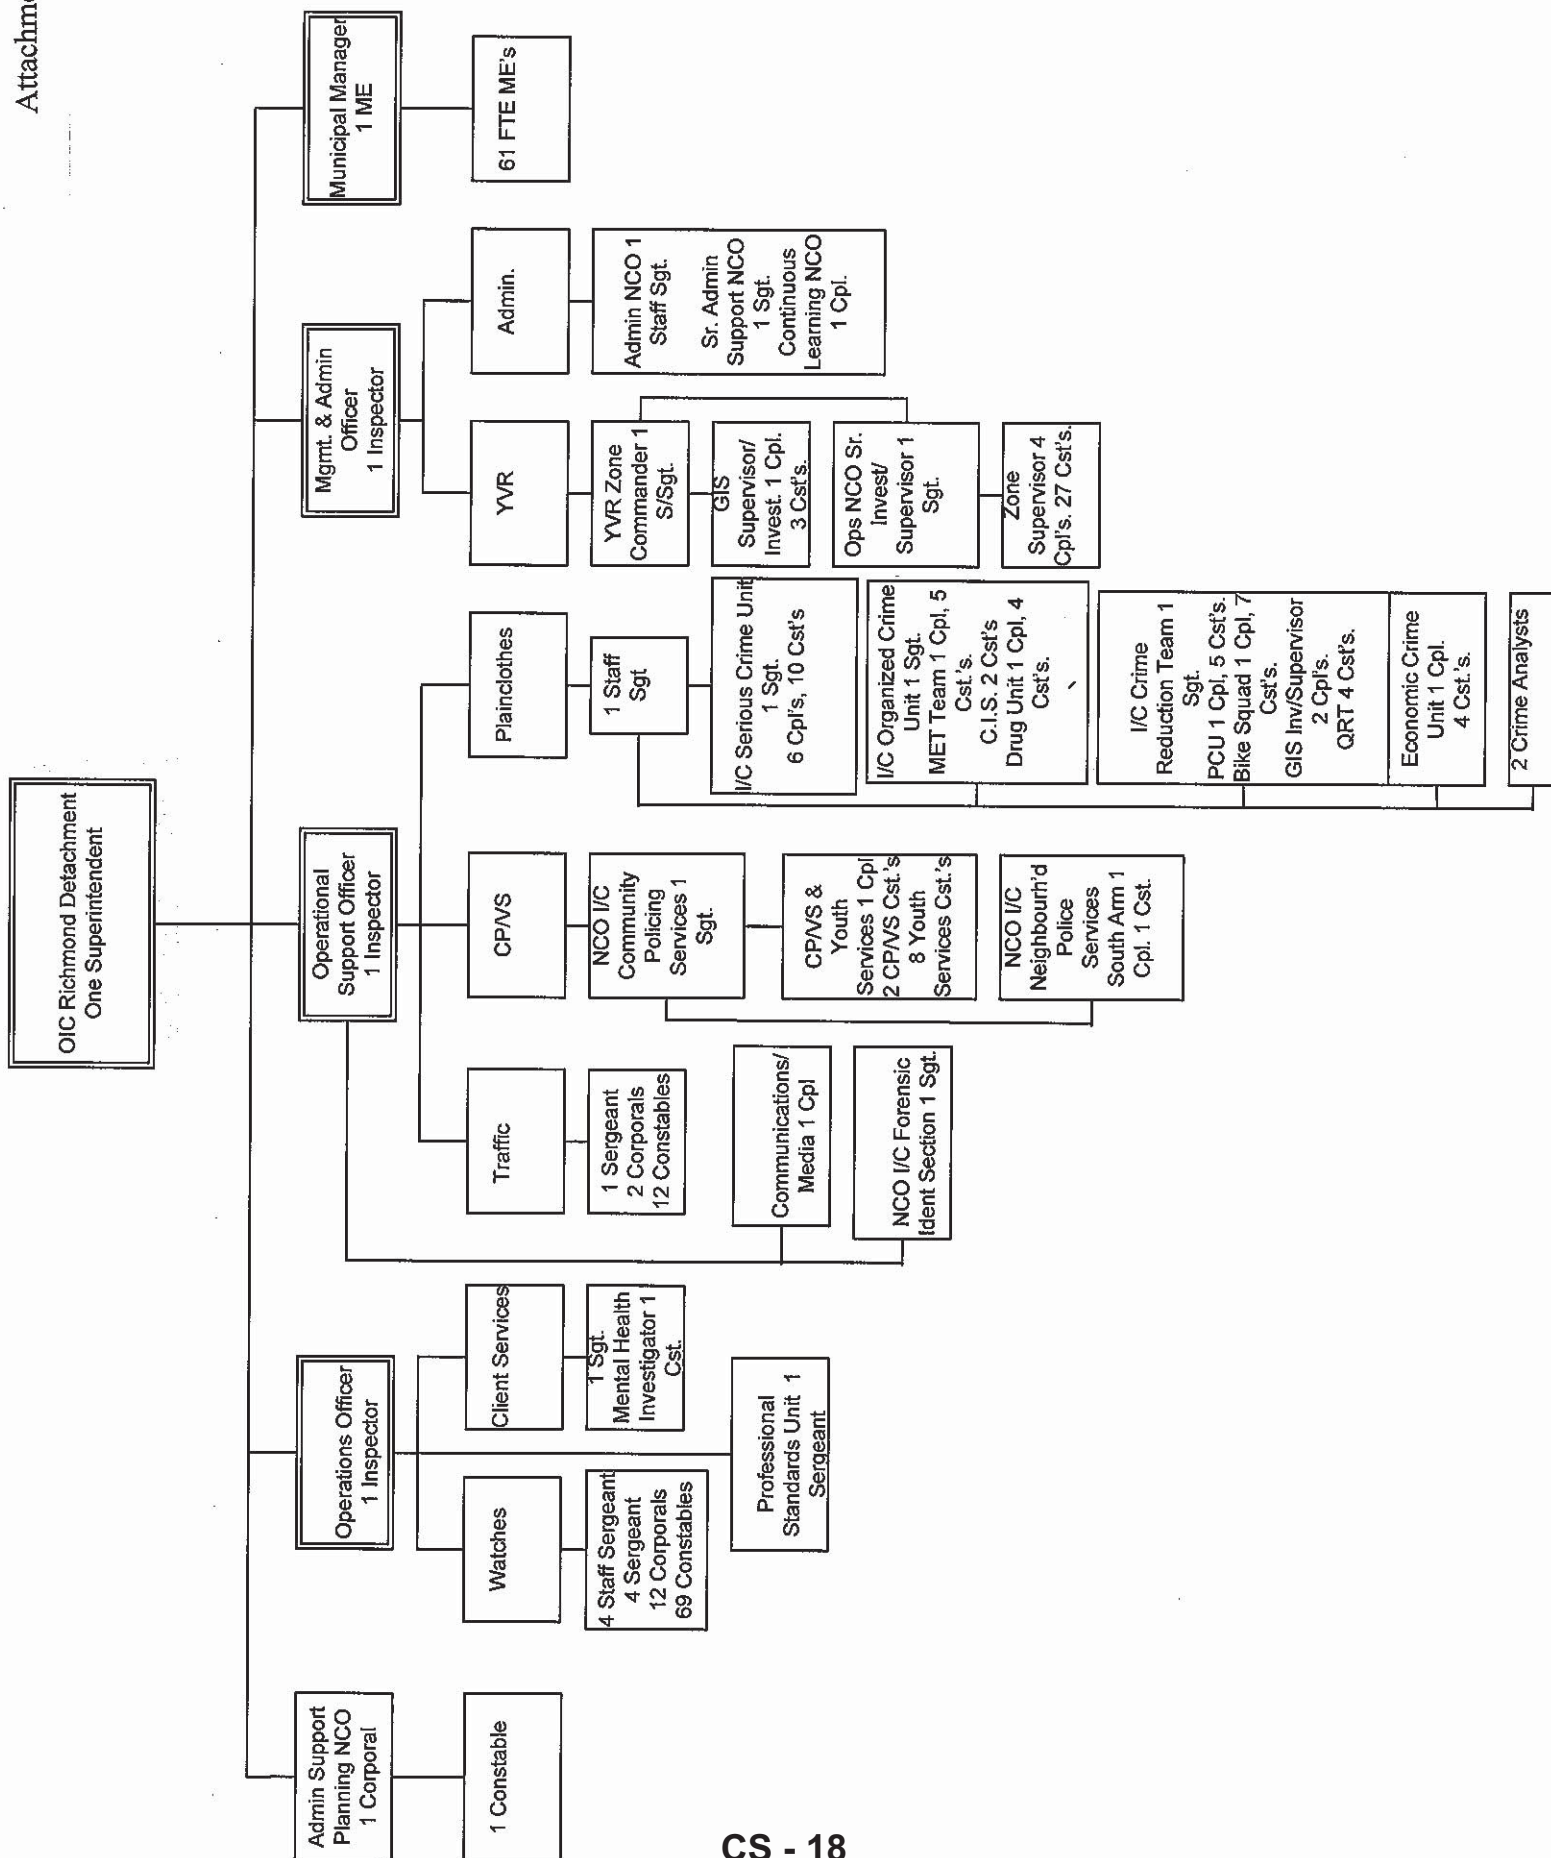 Attachme
OIC Richmond Detachment
One Superintendent
Admin Support
Planning NCO
1 Corporal
1 Constable
Operations Officer
1 Inspector
Watches
4 Staff Sergeant
4 Sergeant
12 Corporals
69 Constables
Client Services
1 Sgt.
Mental Health
Investigator 1
Cst.
Professional
Standards Unit 1
Sergeant
Operational
Support Officer
1 Inspector
Traffic
1 Sergeant
2 Corporals
12 Constables
Communications/
Media 1 Cpl
NCO I/C Forensic
Ident Section 1 Sgt.
CP/VS
NCO I/C
Community
Policing
Services 1
Sgt.
CP/VS &
Youth
Services 1 Cpl
2 CP/VS Cst.'s
8 Youth
Services Cst.'s
NCO I/C
Neighbourh'd
Police
Services
South Arm 1
Cpl. 1 Cst.
Plainclothes
1 Staff
Sgt.
I/C Serious Crime Unit
1 Sgt.
6 Cpl's, 10 Cst's
I/C Organized Crime
Unit 1 Sgt.
MET Team 1 Cpl, 5
Cst.'s.
C.I.S. 2 Cst's
Drug Unit 1 Cpl, 4
Cst's.
I/C Crime
Reduction Team 1
Sgt.
PCU 1 Cpl, 5 Cst's.
Bike Squad 1 Cpl, 7
Cst's.
GIS Inv/Supervisor
2 Cpl's.
QRT 4 Cst's.
Economic Crime
Unit 1 Cpl.
4 Cst.'s.
2 Crime Analysts
Mgmt. & Admin
Officer
1 Inspector
YVR
YVR Zone
Commander 1
S/Sgt.
GIS
Supervisor/
Invest. 1 Cpl.
3 Cst's.
Ops NCO Sr.
Invest/
Supervisor 1
Sgt.
Zone
Supervisor 4
Cpl's. 27 Cst's.
Admin.
Admin NCO 1
Staff Sgt.
Sr. Admin
Support NCO
1 Sgt.
Continuous
Learning NCO
1 Cpl.
Municipal Manager
1 ME
61 FTE ME's
CS - 18